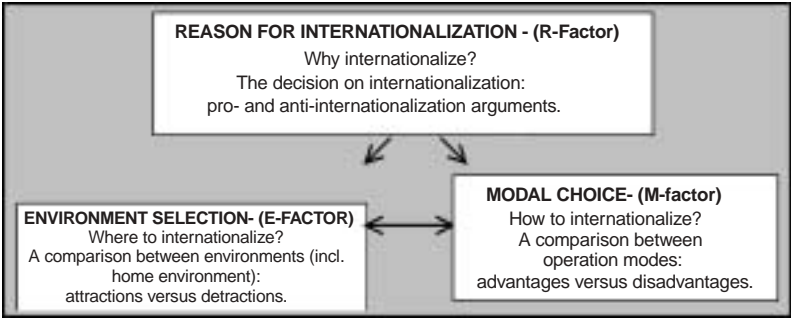 REASON FOR INTERNATIONALIZATION - (R-Factor)
Why internationalize?
The decision on internationalization:
pro- and anti-internationalization arguments.
ENVIRONMENT SELECTION- (E-FACTOR)
Where to internationalize?
A comparison between environments (incl.
home environment):
attractions versus detractions.
MODAL CHOICE- (M-factor)
How to internationalize?
A comparison between
operation modes:
advantages versus disadvantages.